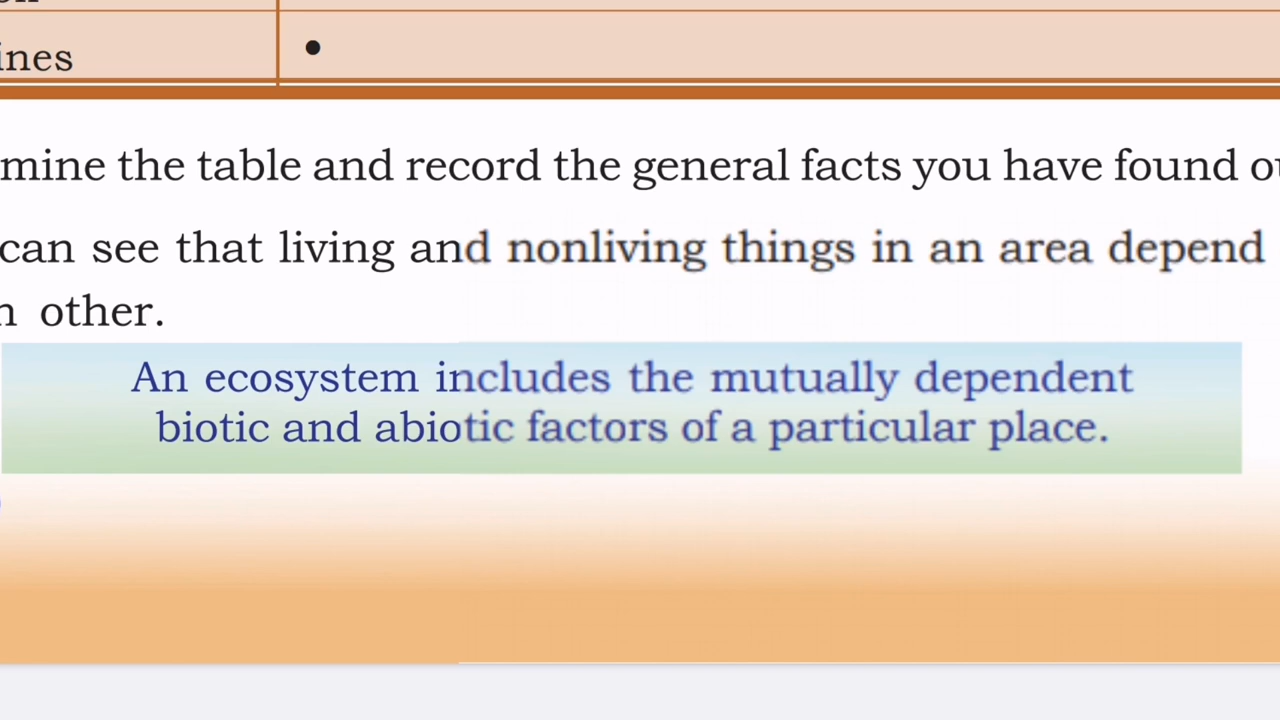 ines •
mine the table and record the general facts you have found
can see that living and nonliving things in an area depend
other.
An ecosystem includes the mutually dependent
biotic and abiotic factors of a particular place.